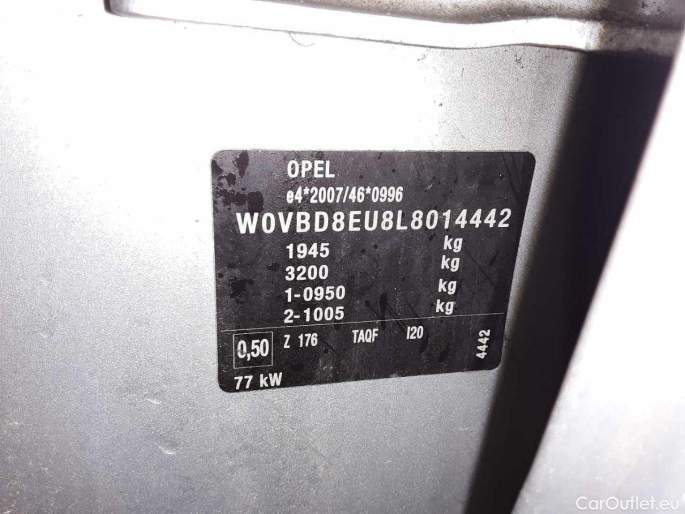 OPEL
e4*2007/46*0996
W0VBD8EU8L8014442
1945 kg
3200 kg
1-0950 kg
2-1005 kg
0,50 Z 176 TAQF I20 4442
77 kW
CarOutlet.eu